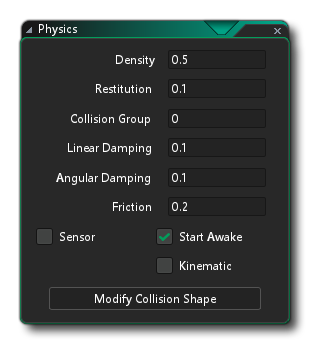 Physics
Density 0.5
Restitution 0.1
Collision Group 0
Linear Damping 0.1
Angular Damping 0.1
Friction 0.2
Sensor Start Awake
Kinematic
Modify Collision Shape